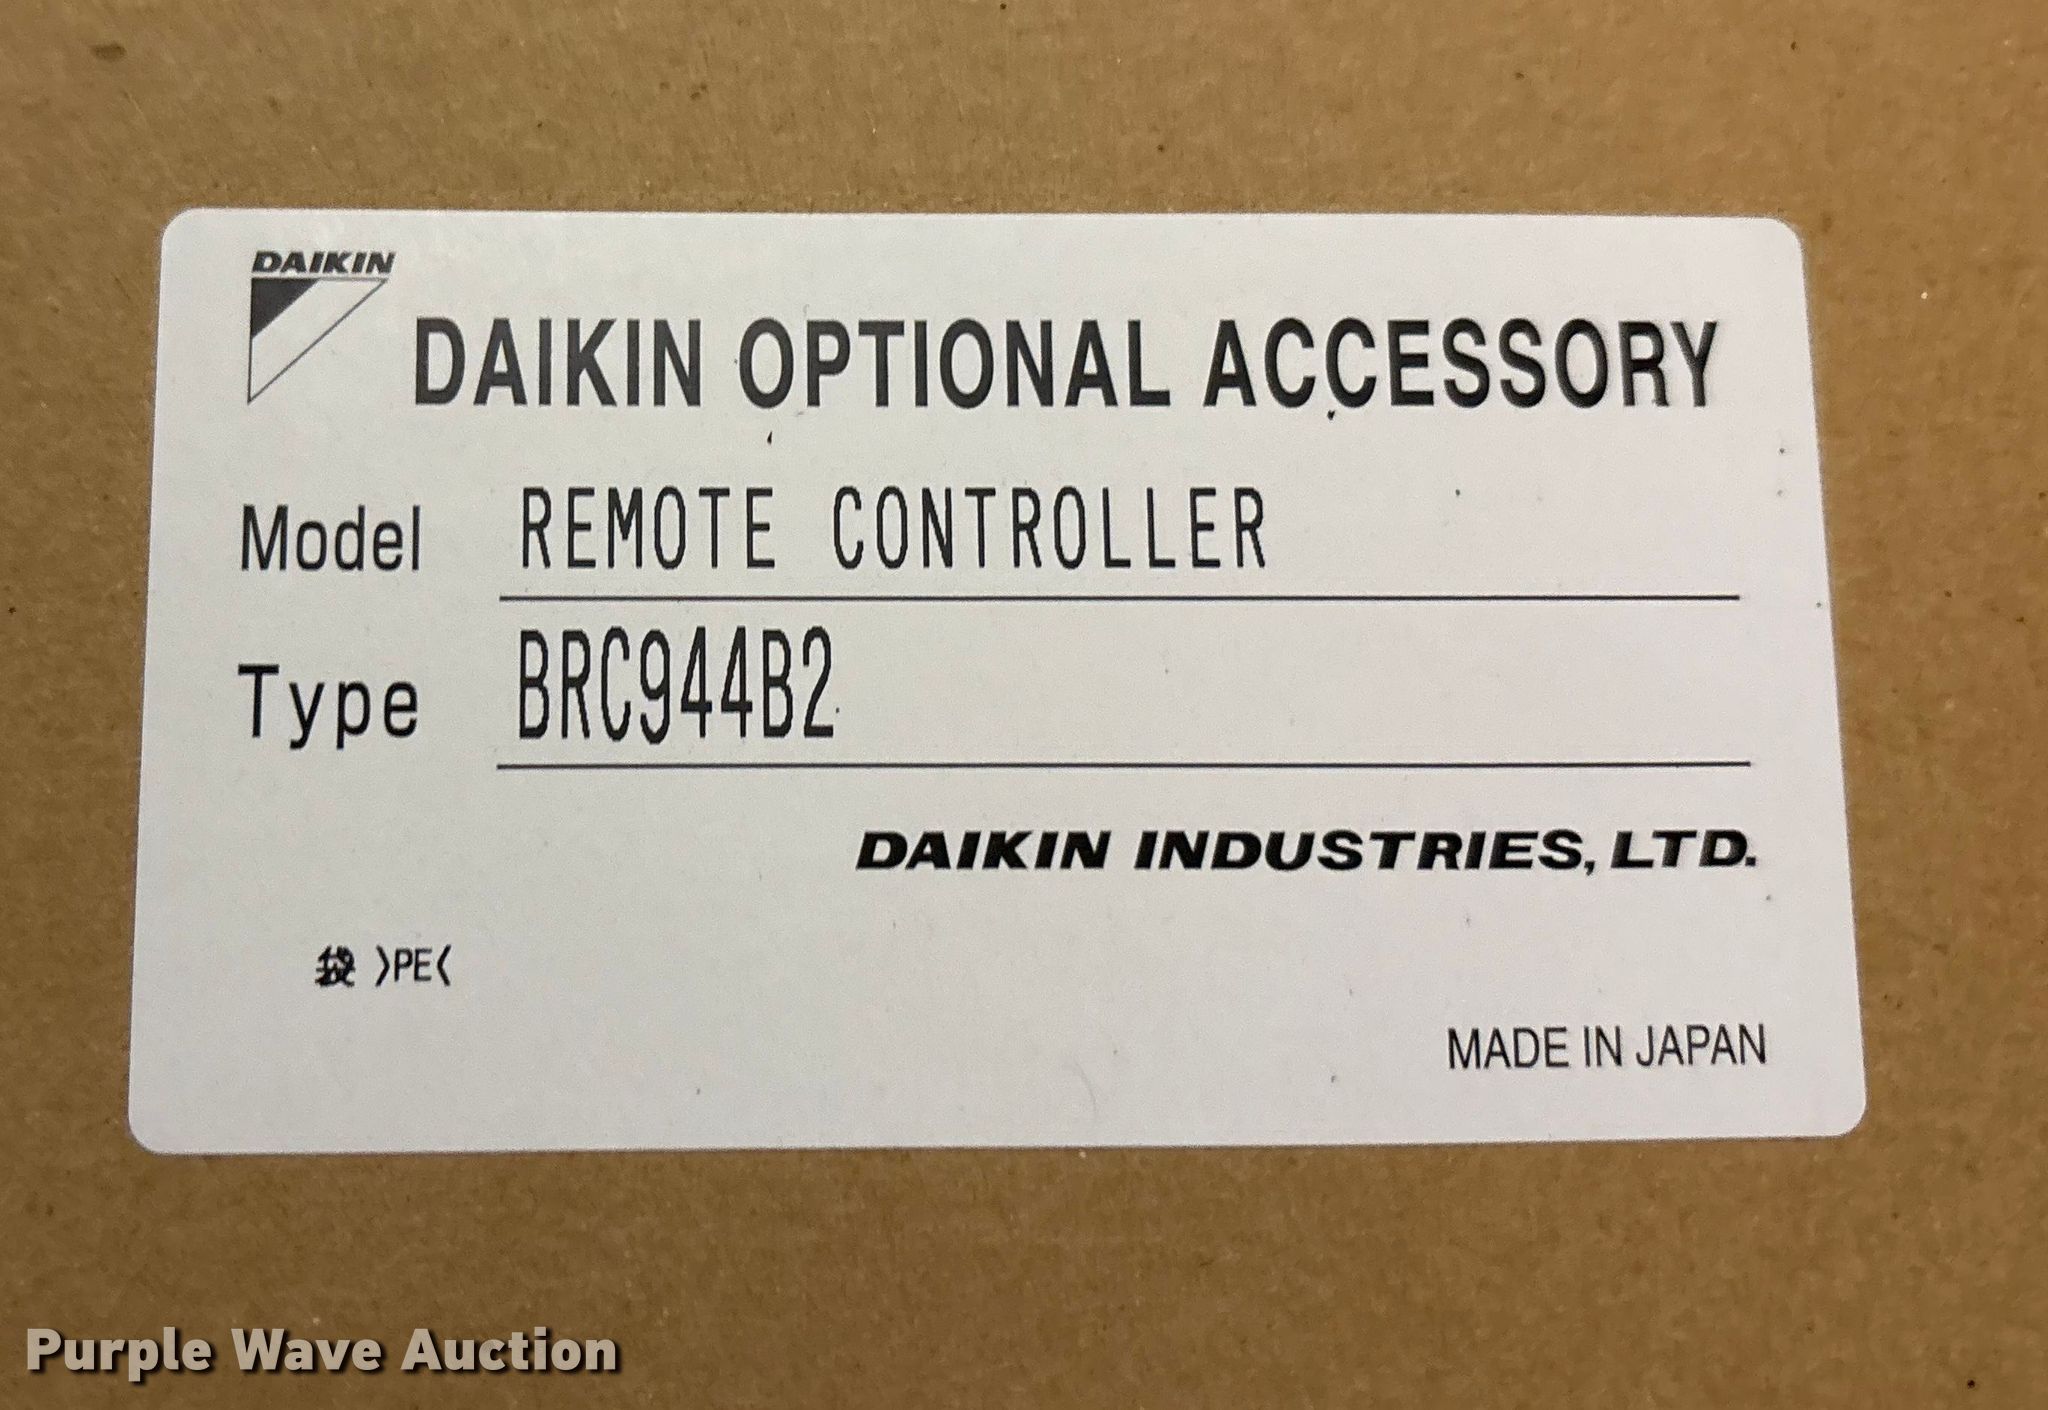 DAIKIN
DAIKIN OPTIONAL ACCESSORY
Model REMOTE CONTROLLER
Type BRC944B2
DAIKIN INDUSTRIES, LTD.
袋 〉PE〈
MADE IN JAPAN
Purple Wave Auction